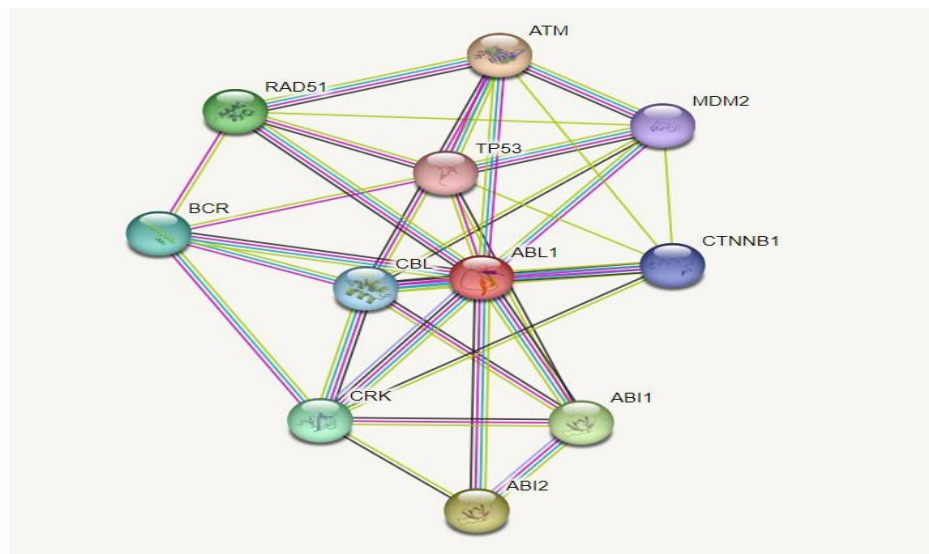 ATM
RAD51
MDM2
TP53
BCR
CTNNB1
ABL1
CBL
CRK
ABI1
ABI2